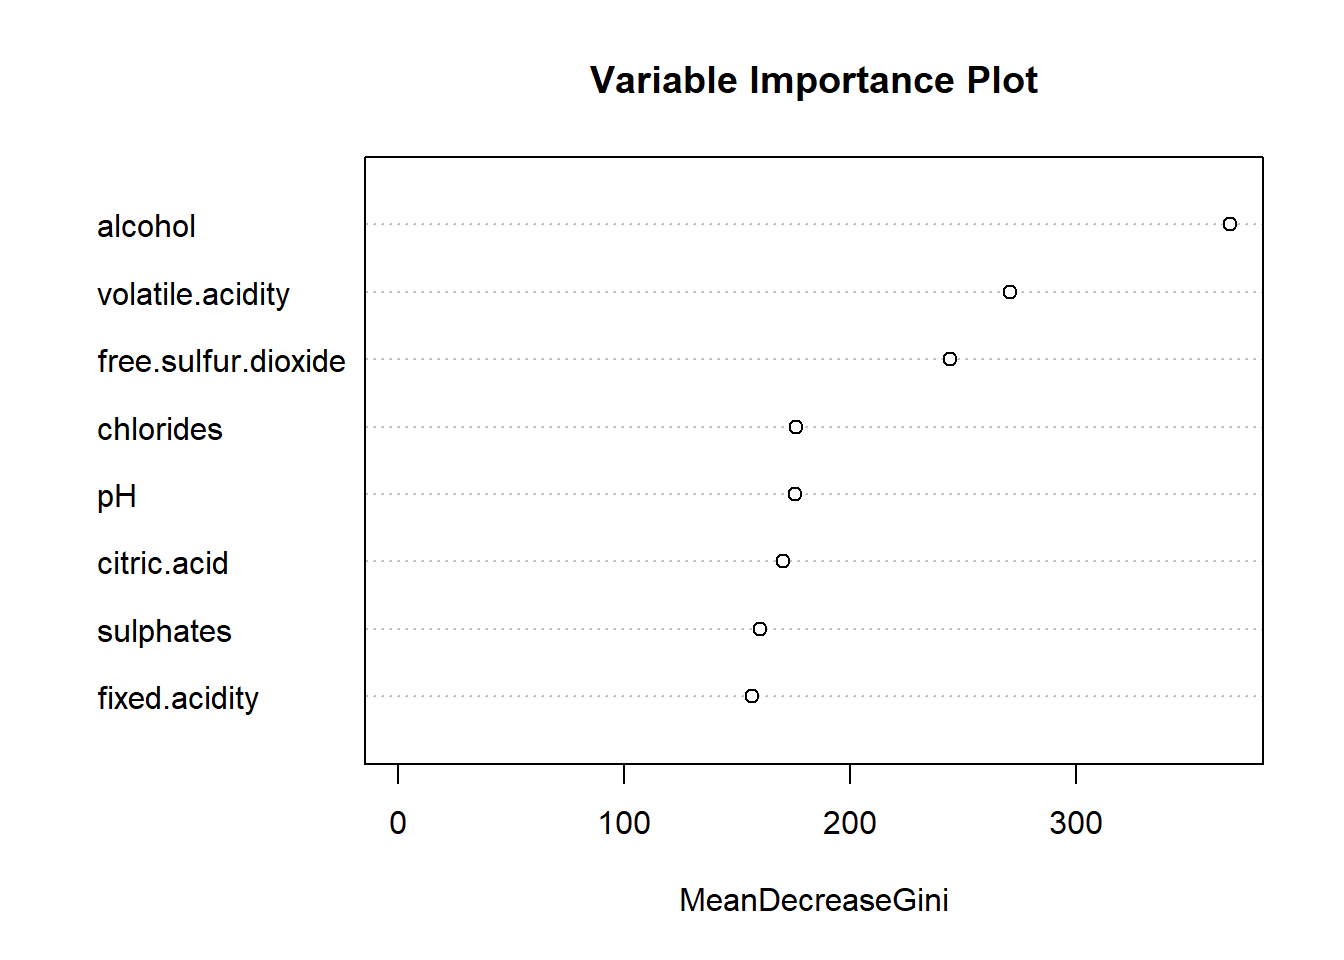 Variable Importance Plot
alcohol
volatile.acidity
free.sulfur.dioxide
chlorides
pH
citric.acid
sulphates
fixed.acidity
0 100 200 300
MeanDecreaseGini